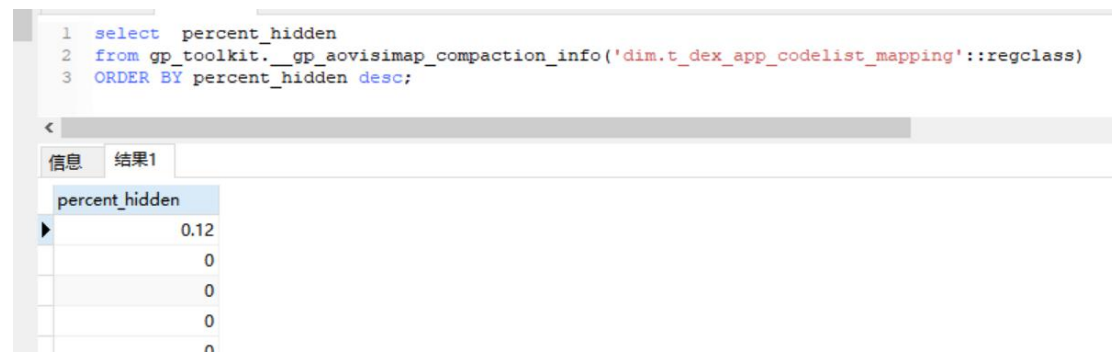 1 select percent_hidden
2 from gp_toolkit.__gp_aovisimap_compaction_info('dim.t_dex_app_codelist_mapping'::regclass)
3 ORDER BY percent_hidden desc;
信息 结果1
percent_hidden
0.12
0
0
0
0